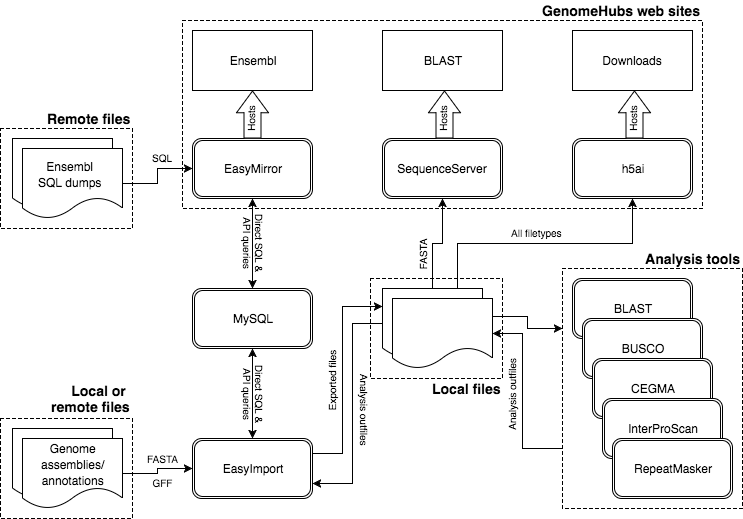 GenomeHubs web sites
Ensembl
BLAST
Downloads
Hosts
Hosts
Hosts
Remote files
Ensembl
SQL dumps
SQL
EasyMirror
SequenceServer
h5ai
Direct SQL &
API queries
FASTA
All filetypes
Analysis tools
MySQL
BLAST
BUSCO
CEGMA
InterProScan
RepeatMasker
Local files
Exported files
Analysis outfiles
Analysis outfiles
Direct SQL &
API queries
Local or
remote files
Genome
assemblies/
annotations
FASTA
GFF
EasyImport